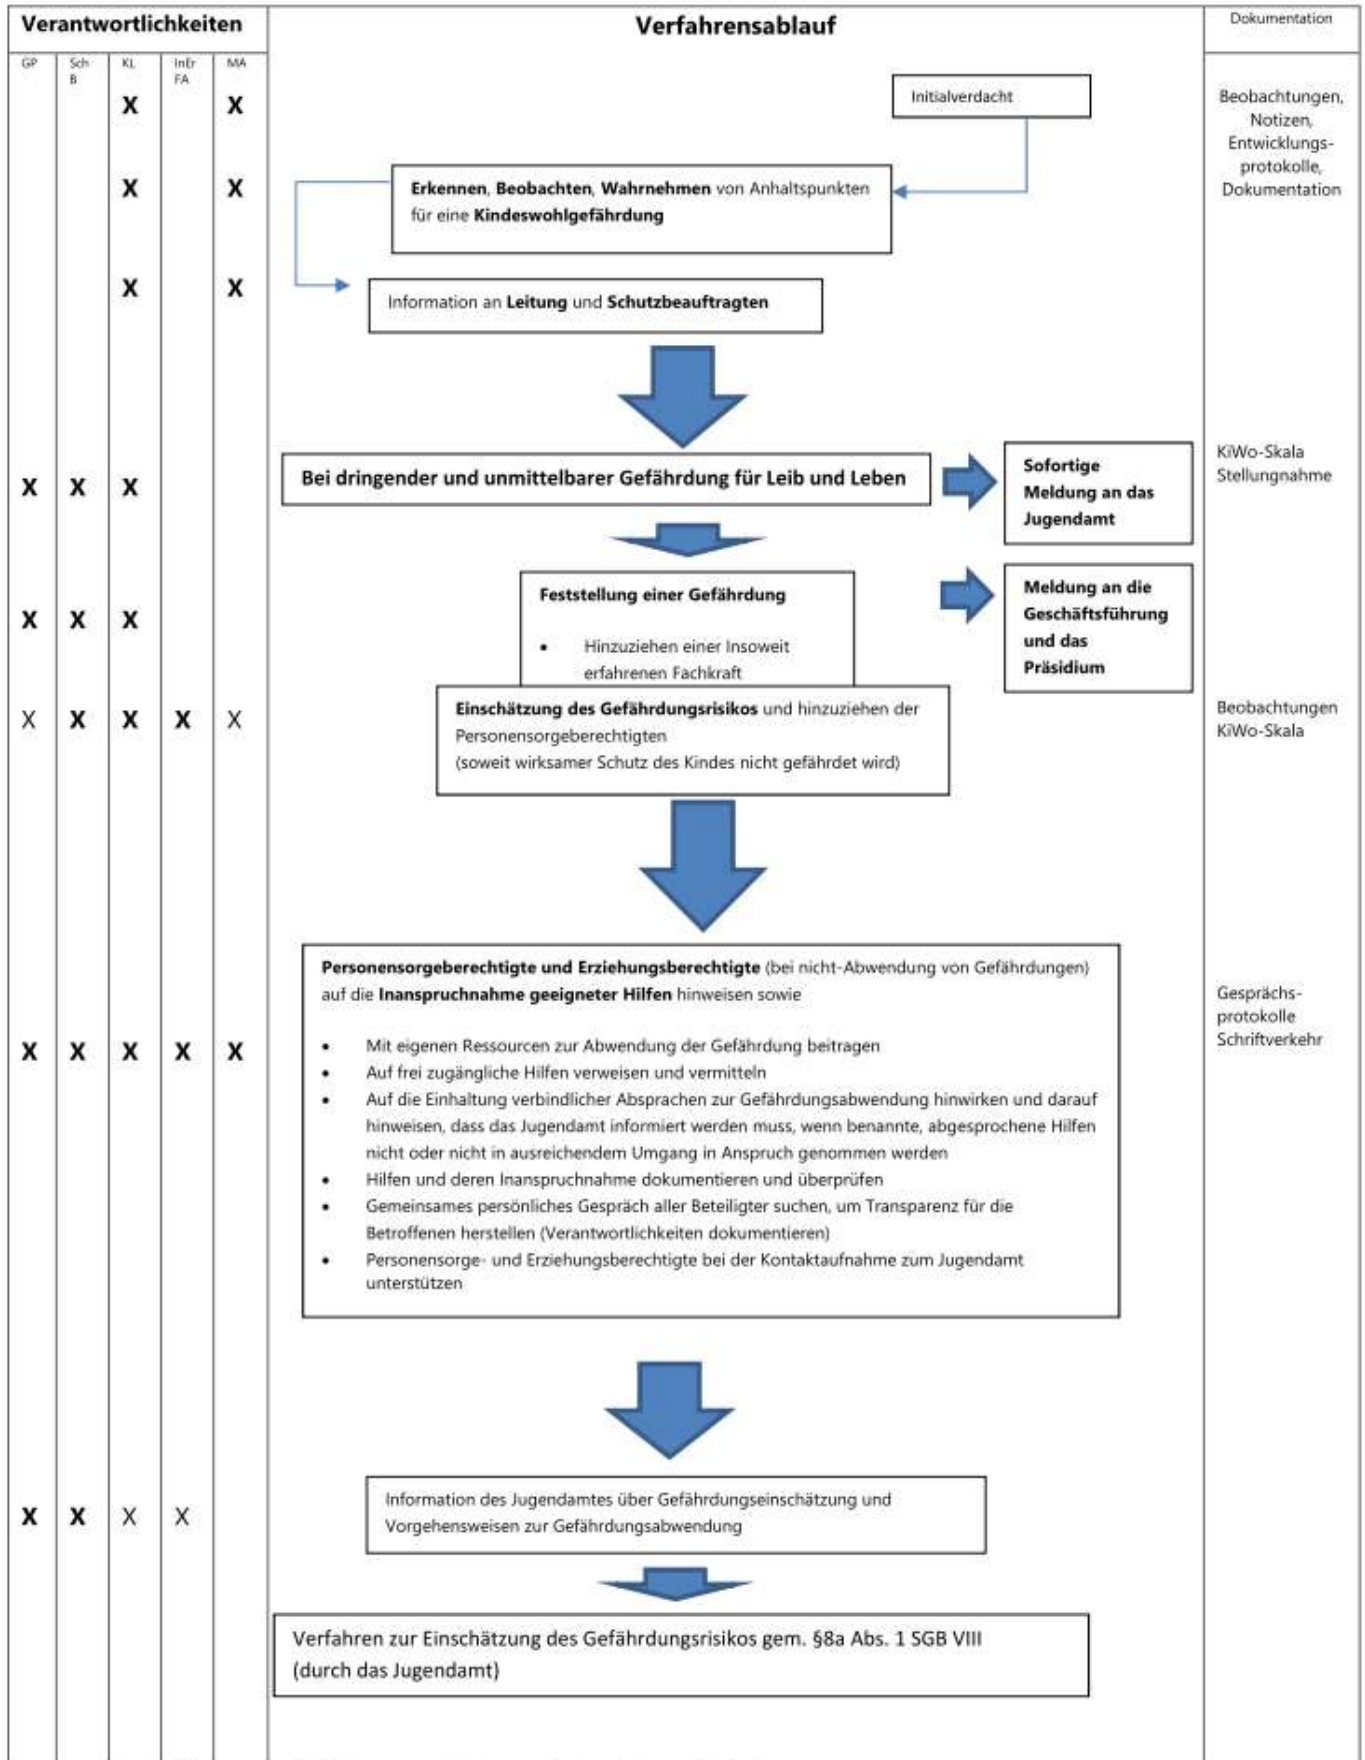 Verantwortlichkeiten
Verfahrensablauf
Dokumentation
GP
Sch
B
KL
InEr
FA
MA
X X
Initialverdacht
Beobachtungen,
Notizen,
Entwicklungs-
protokolle,
Dokumentation
X X
Erkennen, Beobachten, Wahrnehmen von Anhaltspunkten
für eine Kindeswohlgefährdung
X X
Information an Leitung und Schutzbeauftragten
X X X
Bei dringender und unmittelbarer Gefährdung für Leib und Leben
Sofortige
Meldung an das
Jugendamt
KiWo-Skala
Stellungnahme
X X X
Feststellung einer Gefährdung
• Hinzuziehen einer Insoweit
erfahrenen Fachkraft
Meldung an die
Geschäftsführung
und das
Präsidium
X X X X X
Einschätzung des Gefährdungsrisikos und hinzuziehen der
Personensorgeberechtigten
(soweit wirksamer Schutz des Kindes nicht gefährdet wird)
Beobachtungen
KiWo-Skala
Personensorgeberechtigte und Erziehungsberechtigte (bei nicht-Abwendung von Gefährdungen)
auf die Inanspruchnahme geeigneter Hilfen hinweisen sowie
X X X X X
• Mit eigenen Ressourcen zur Abwendung der Gefährdung beitragen
• Auf frei zugängliche Hilfen verweisen und vermitteln
• Auf die Einhaltung verbindlicher Absprachen zur Gefährdungsabwendung hinwirken und darauf
hinweisen, dass das Jugendamt informiert werden muss, wenn benannte, abgesprochene Hilfen
nicht oder nicht in ausreichendem Umgang in Anspruch genommen werden
• Hilfen und deren Inanspruchnahme dokumentieren und überprüfen
• Gemeinsames persönliches Gespräch aller Beteiligter suchen, um Transparenz für die
Betroffenen herstellen (Verantwortlichkeiten dokumentieren)
• Personensorge- und Erziehungsberechtigte bei der Kontaktaufnahme zum Jugendamt
unterstützen
Gesprächs-
protokolle
Schriftverkehr
X X X X
Information des Jugendamtes über Gefährdungseinschätzung und
Vorgehensweisen zur Gefährdungsabwendung
Verfahren zur Einschätzung des Gefährdungsrisikos gem. §8a Abs. 1 SGB VIII
(durch das Jugendamt)